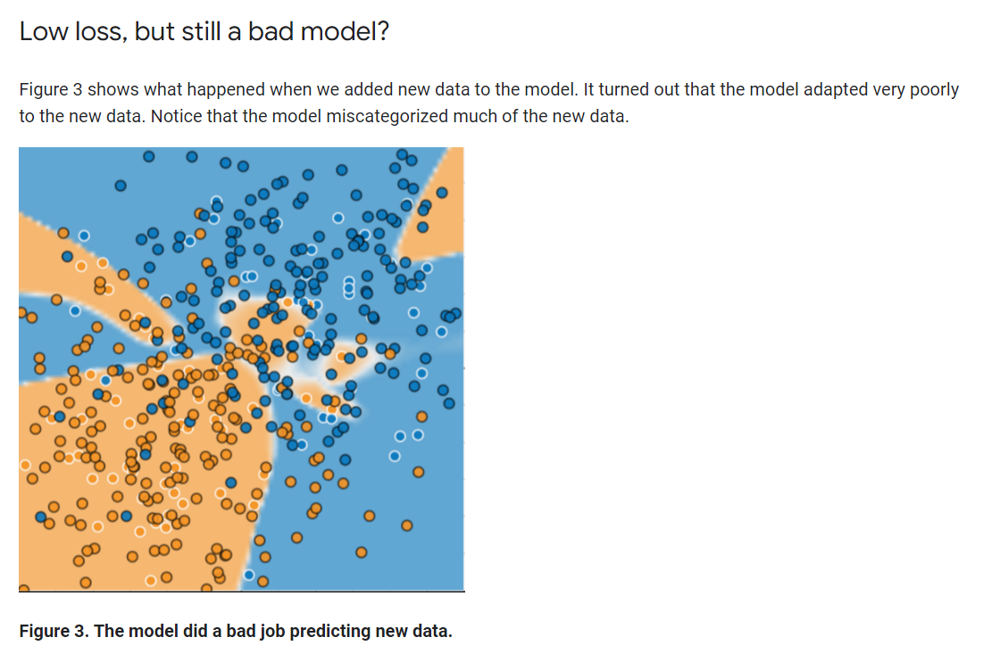 Low loss, but still a bad model?
Figure 3 shows what happened when we added new data to the model. It turned out that the model adapted very poorly
to the new data. Notice that the model miscategorized much of the new data.
Figure 3. The model did a bad job predicting new data.